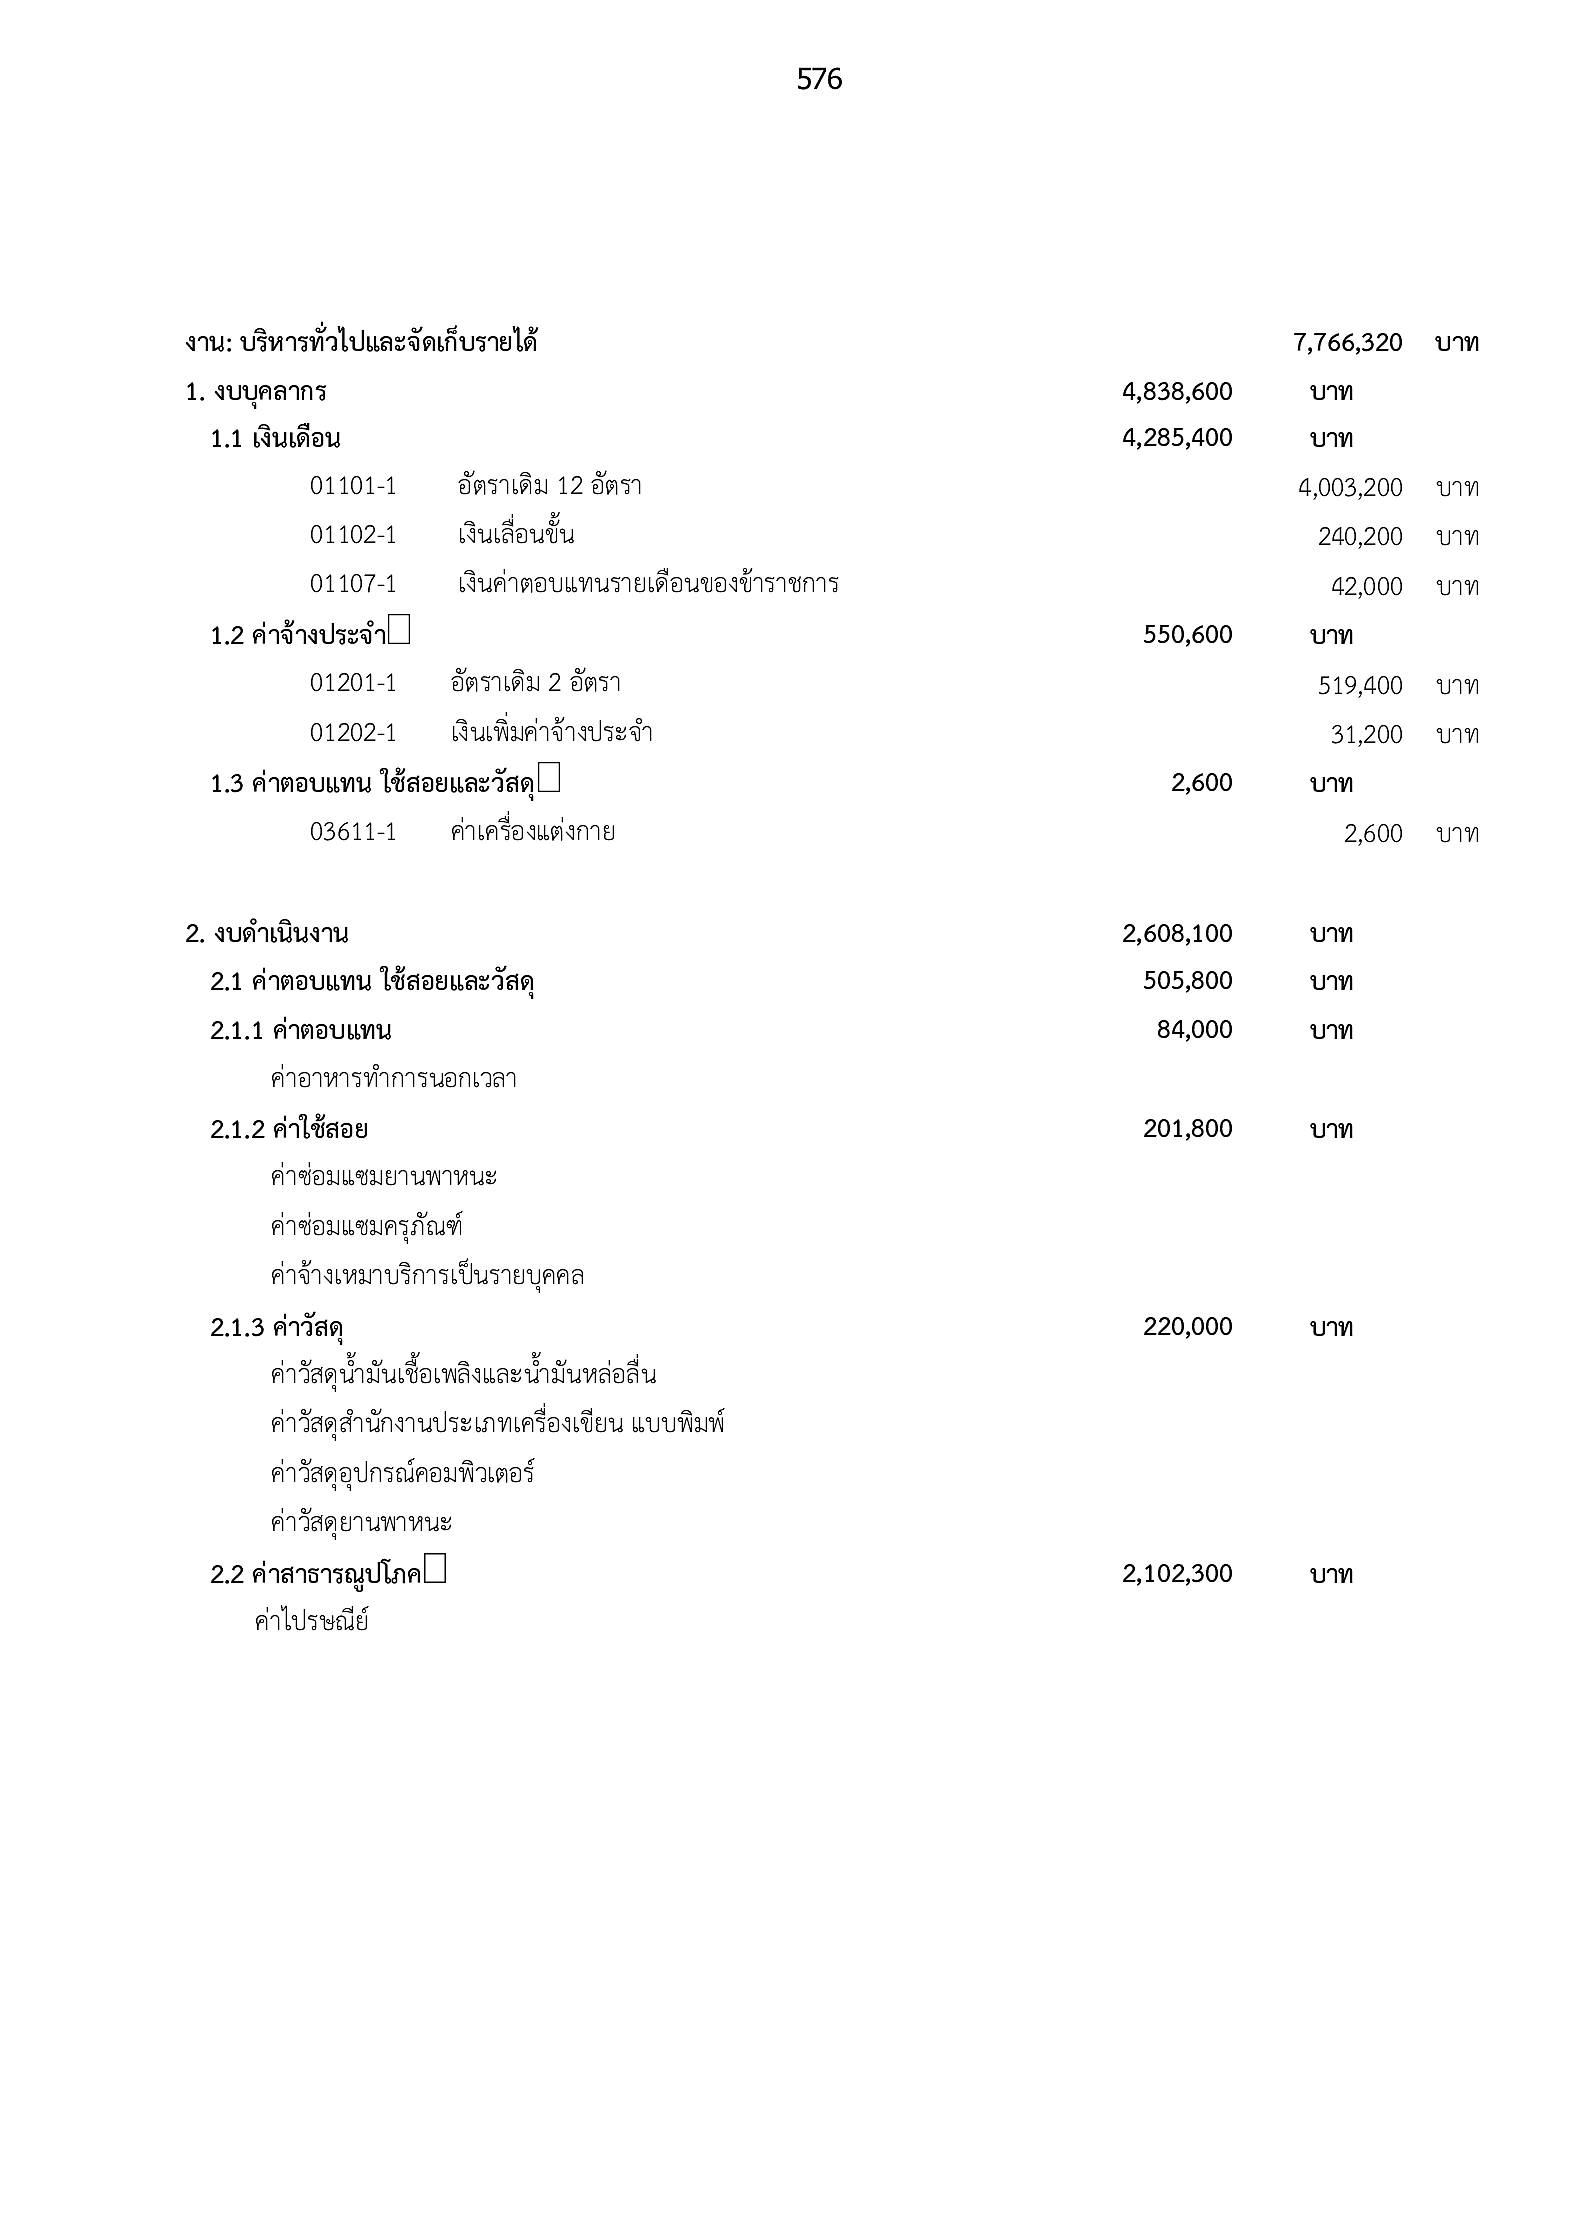 576
งาน: บริหารทั่วไปและจัดเก็บรายได้ 7,766,320 บาท
1. งบบุคลากร 4,838,600 บาท
1.1 เงินเดือน 4,285,400 บาท
01101-1 อัตราเดิม 12 อัตรา 4,003,200 บาท
01102-1 เงินเลื่อนขั้น 240,200 บาท
01107-1 เงินค่าตอบแทนรายเดือนของข้าราชการ 42,000 บาท
1.2 ค่าจ้างประจำ 550,600 บาท
01201-1 อัตราเดิม 2 อัตรา 519,400 บาท
01202-1 เงินเพิ่มค่าจ้างประจำ 31,200 บาท
1.3 ค่าตอบแทน ใช้สอยและวัสดุ 2,600 บาท
03611-1 ค่าเครื่องแต่งกาย 2,600 บาท
2. งบดำเนินงาน 2,608,100 บาท
2.1 ค่าตอบแทน ใช้สอยและวัสดุ 505,800 บาท
2.1.1 ค่าตอบแทน 84,000 บาท
ค่าอาหารทำการนอกเวลา
2.1.2 ค่าใช้สอย 201,800 บาท
ค่าซ่อมแซมยานพาหนะ
ค่าซ่อมแซมครุภัณฑ์
ค่าจ้างเหมาบริการเป็นรายบุคคล
2.1.3 ค่าวัสดุ 220,000 บาท
ค่าวัสดุน้ำมันเชื้อเพลิงและน้ำมันหล่อลื่น
ค่าวัสดุสำนักงานประเภทเครื่องเขียน แบบพิมพ์
ค่าวัสดุอุปกรณ์คอมพิวเตอร์
ค่าวัสดุยานพาหนะ
2.2 ค่าสาธารณูปโภค 2,102,300 บาท
ค่าไปรษณีย์